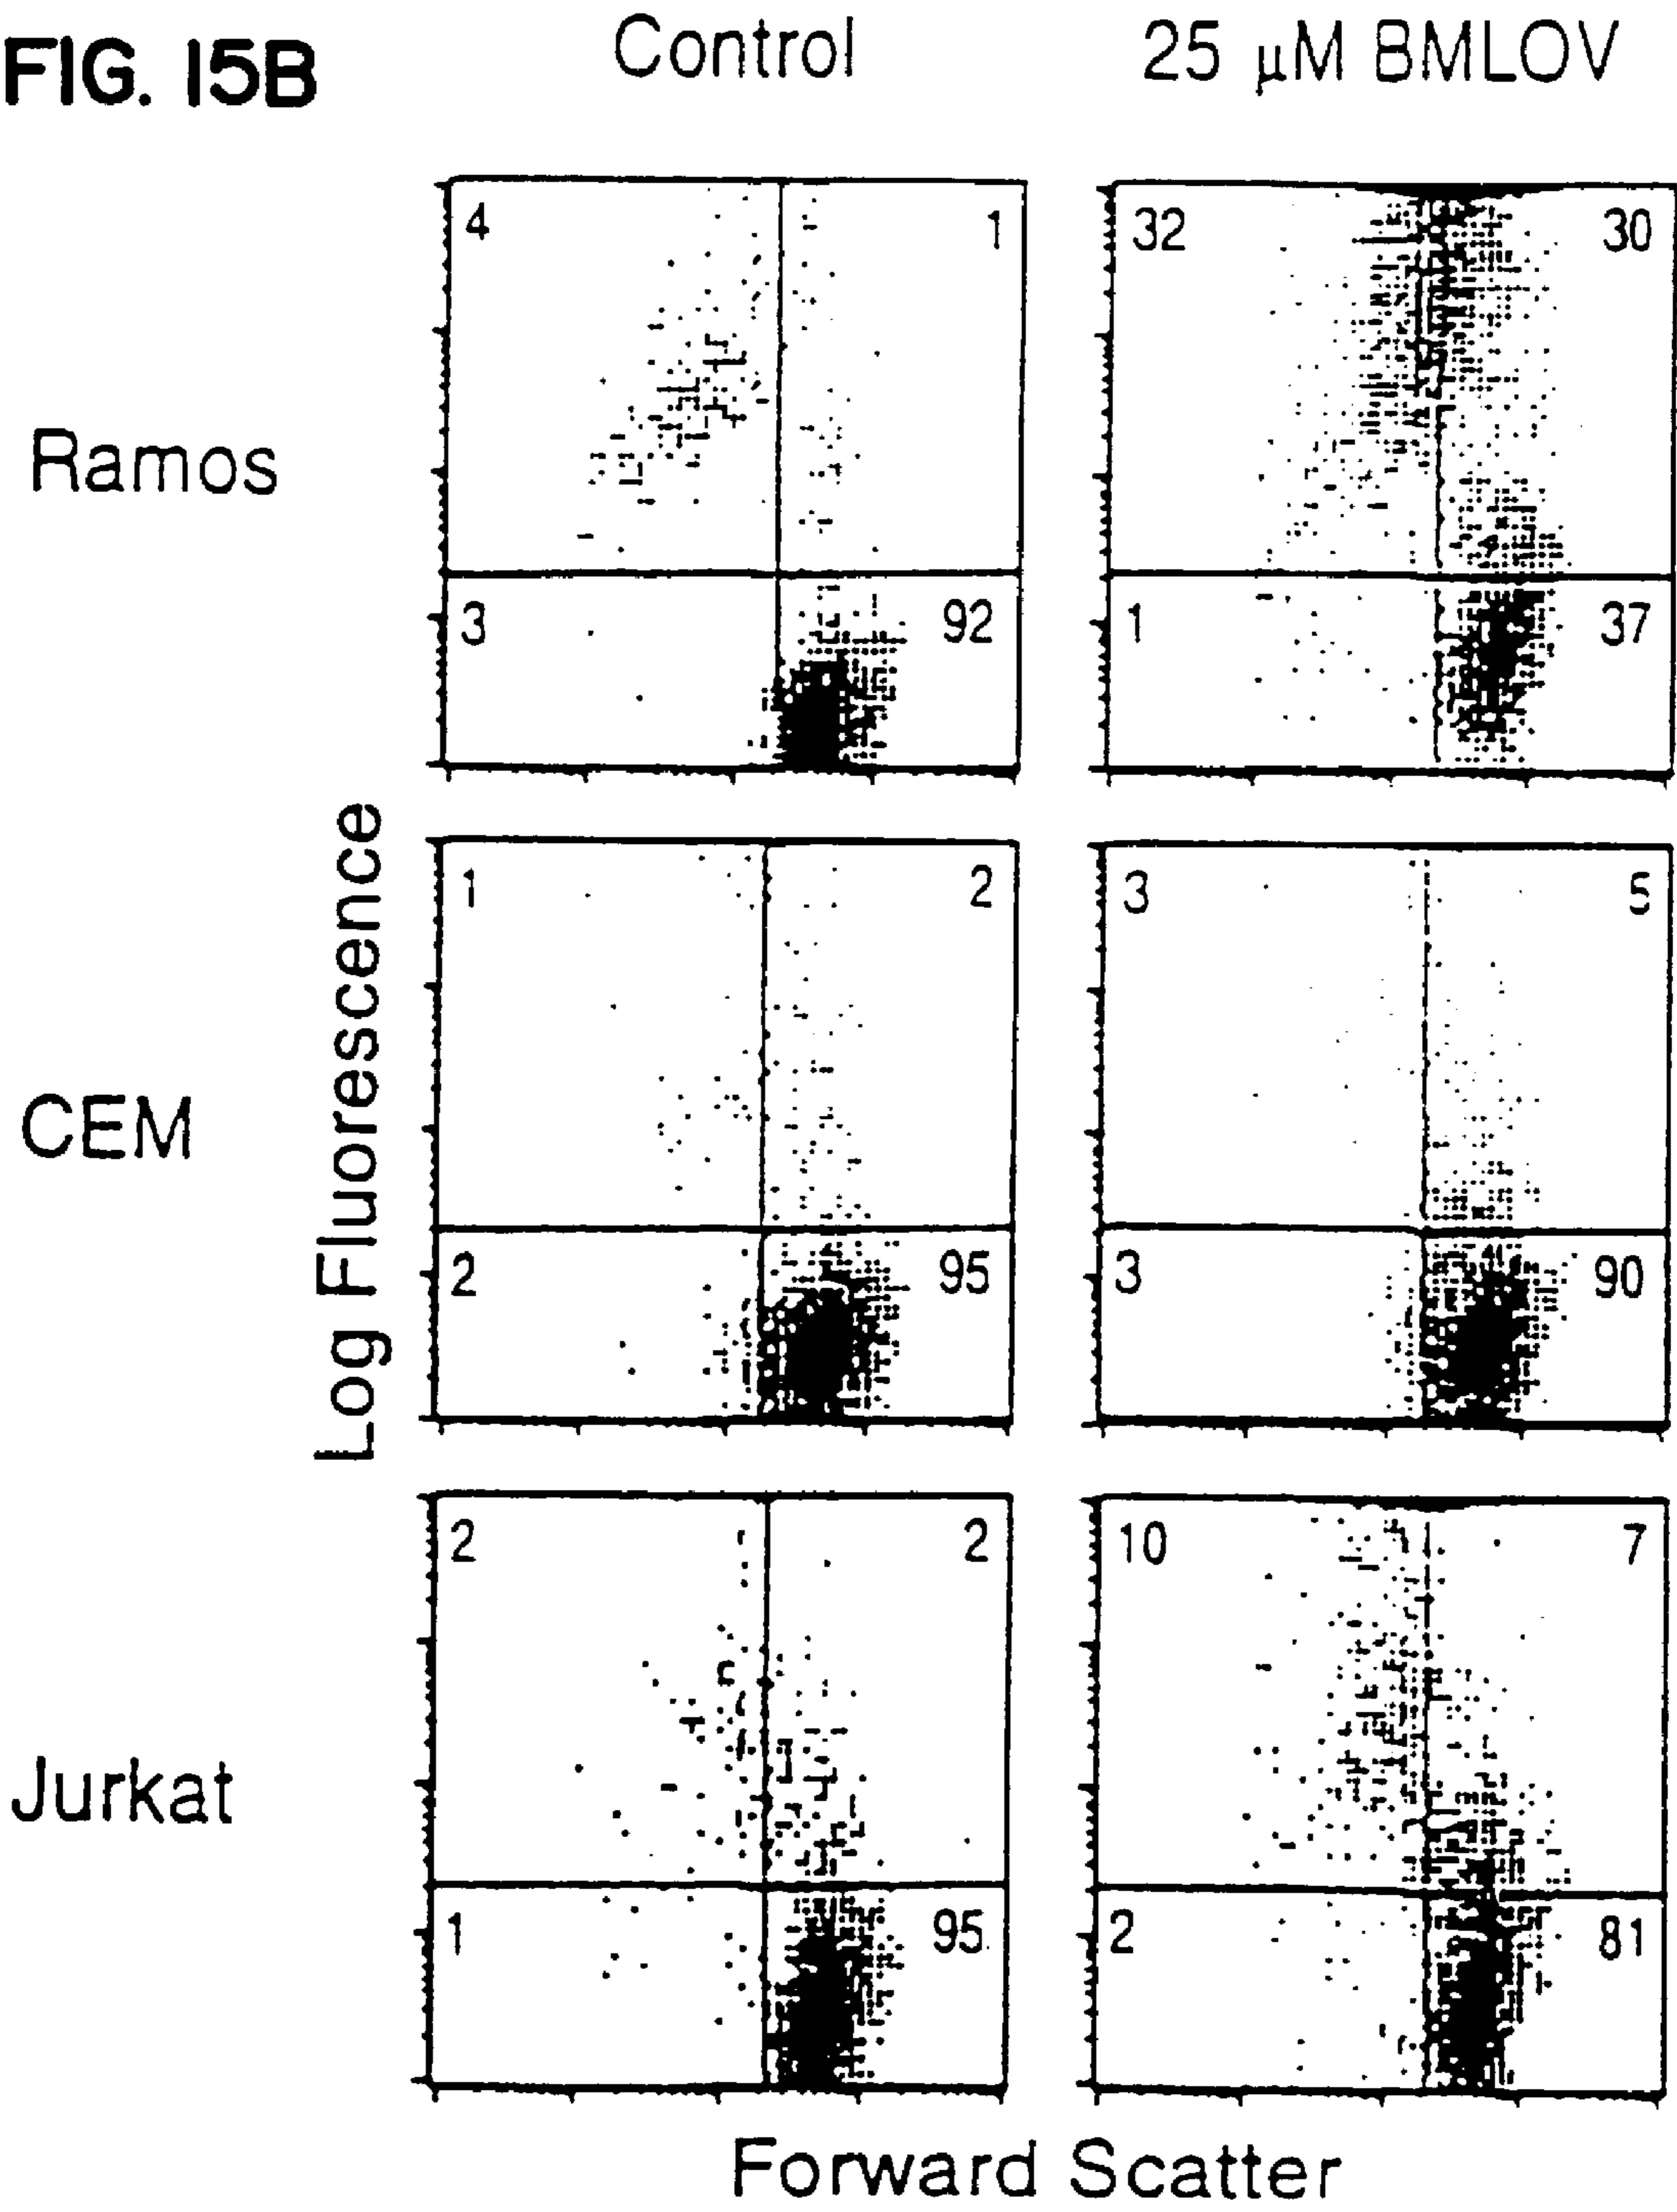 FIG. 15B
Control 25 μM BMLOV
Ramos
4 1
3 92
32 30
1 37
Log Fluorescence
CEM
1 2
2 95
3 5
3 90
Jurkat
2 2
1 95
10 7
2 81
Forward Scatter